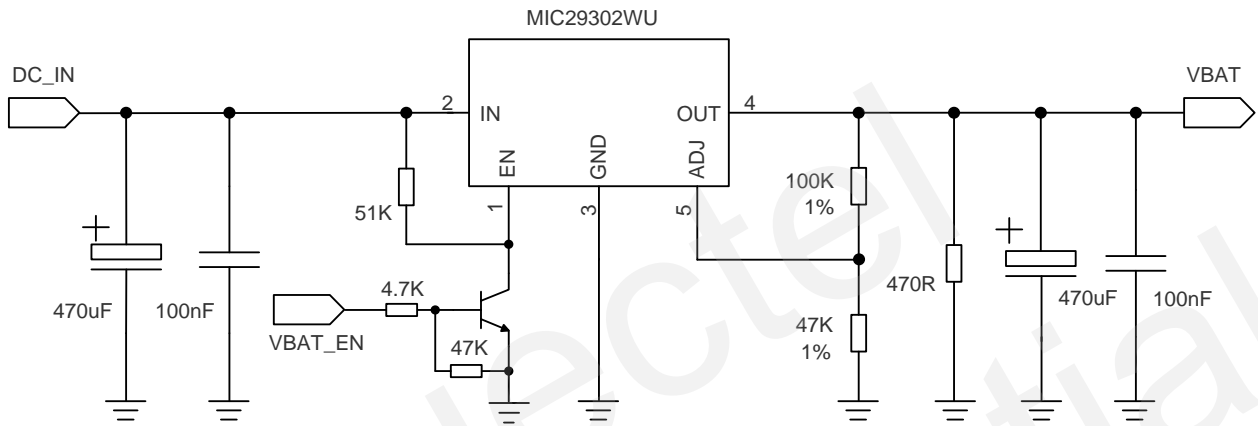 MIC29302WU
DC_IN
VBAT
2
IN
OUT
4
EN
GND
ADJ
1
3
5
51K
100K
1%
470uF
100nF
4.7K
VBAT_EN
47K
470R
47K
1%
470uF
100nF